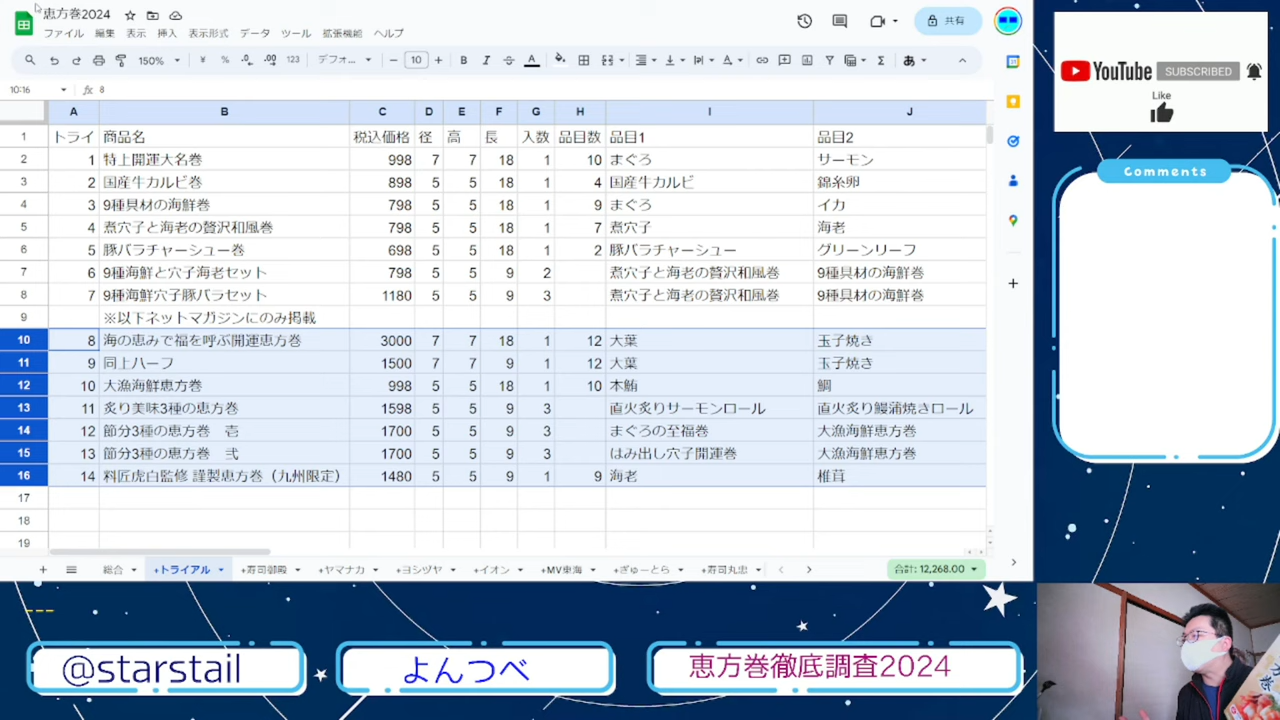 恵方巻2024
ファイル 編集 表示 挿入 表示形式 データ ツール 拡張機能 ヘルプ
共有
150% ¥ % .0 .00 123 デフォ... 10 B I A Σ あ
10:16 fx 8
A B C D E F G H I J
1 トライ 商品名 税込価格 径 高 長 入数 品目数 品目1 品目2
2 1 特上開運大名巻 998 7 7 18 1 10 まぐろ サーモン
3 2 国産牛カルビ巻 898 5 5 18 1 4 国産牛カルビ 錦糸卵
4 3 9種具材の海鮮巻 798 5 5 18 1 9 まぐろ イカ
5 4 煮穴子と海老の贅沢和風巻 798 5 5 18 1 7 煮穴子 海老
6 5 豚バラチャーシュー巻 698 5 5 18 1 2 豚バラチャーシュー グリーンリーフ
7 6 9種海鮮と穴子海老セット 798 5 5 9 2 煮穴子と海老の贅沢和風巻 9種具材の海鮮巻
8 7 9種海鮮穴子豚バラセット 1180 5 5 9 3 煮穴子と海老の贅沢和風巻 9種具材の海鮮巻
9 ※以下ネットマガジンにのみ掲載
10 8 海の恵みで福を呼ぶ開運恵方巻 3000 7 7 18 1 12 大葉 玉子焼き
11 9 同上ハーフ 1500 7 7 9 1 12 大葉 玉子焼き
12 10 大漁海鮮恵方巻 998 5 5 18 1 10 本鮪 鯛
13 11 炙り美味3種の恵方巻 1598 5 5 9 3 直火炙りサーモンロール 直火炙り鰻蒲焼きロール
14 12 節分3種の恵方巻 壱 1700 5 5 9 3 まぐろの至福巻 大漁海鮮恵方巻
15 13 節分3種の恵方巻 弐 1700 5 5 9 3 はみ出し穴子開運巻 大漁海鮮恵方巻
16 14 料匠虎白監修 謹製恵方巻（九州限定） 1480 5 5 9 1 9 海老 椎茸
17
18
19
総合 +トライアル +寿司御殿 +ヤマナカ +ヨシヅヤ +イオン +MV東海 +ぎゅーとら +寿司丸忠 合計: 12,268.00
YouTube SUBSCRIBED
Like
Comments
@starstail よんつべ 恵方巻徹底調査2024